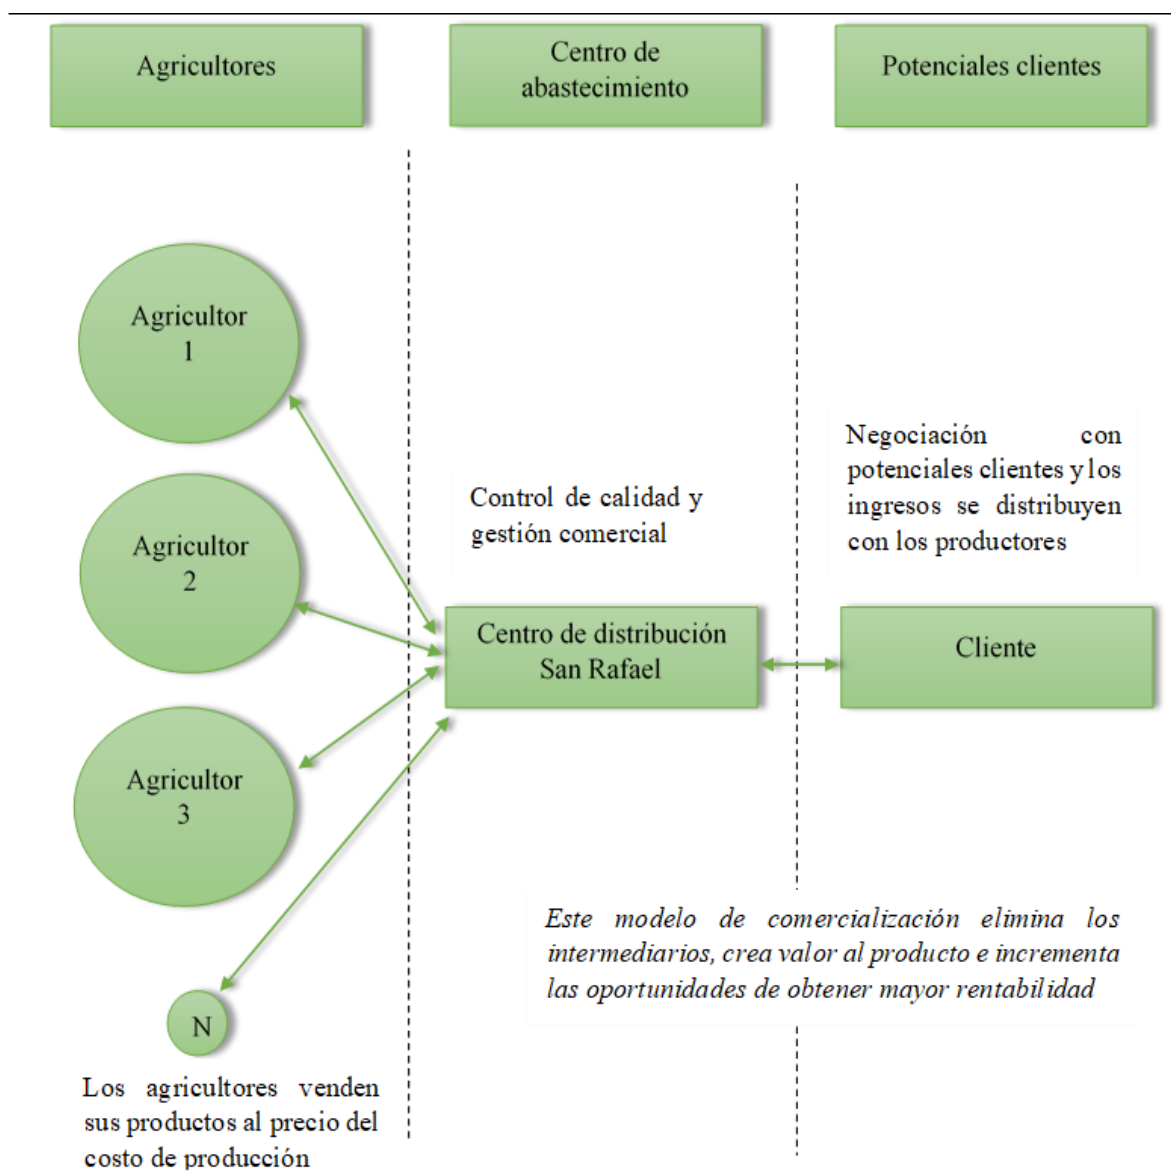 Agricultores
Centro de
abastecimiento
Potenciales clientes
Agricultor
1
Agricultor
2
Agricultor
3
N
Los agricultores venden
sus productos al precio del
costo de producción
Control de calidad y
gestión comercial
Centro de distribución
San Rafael
Negociación con
potenciales clientes y los
ingresos se distribuyen
con los productores
Cliente
Este modelo de comercialización elimina los
intermediarios, crea valor al producto e incrementa
las oportunidades de obtener mayor rentabilidad